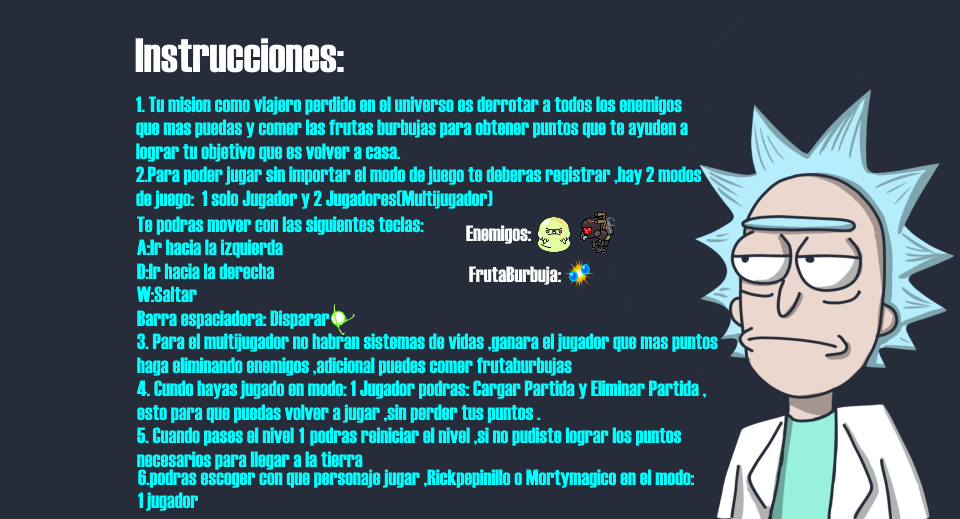 Instrucciones:
1. Tu mision como viajero perdido en el universo es derrotar a todos los enemigos
que mas puedas y comer las frutas burbujas para obtener puntos que te ayuden a
lograr tu objetivo que es volver a casa.
2.Para poder jugar sin importar el modo de juego te deberas registrar ,hay 2 modos
de juego: 1 solo Jugador y 2 Jugadores(Multijugador)
Te podras mover con las siguientes teclas:
A:Ir hacia la izquierda
D:Ir hacia la derecha
W:Saltar
Barra espaciadora: Disparar
Enemigos:
FrutaBurbuja:
3. Para el multijugador no habran sistemas de vidas ,ganara el jugador que mas puntos
haga eliminando enemigos ,adicional puedes comer frutaburbujas
4. Cundo hayas jugado en modo: 1 Jugador podras: Cargar Partida y Eliminar Partida ,
esto para que puedas volver a jugar ,sin perder tus puntos .
5. Cuando pases el nivel 1 podras reiniciar el nivel ,si no pudiste lograr los puntos
necesarios para llegar a la tierra
6.podras escoger con que personaje jugar ,Rickpepinillo o Mortymagico en el modo:
1 jugador